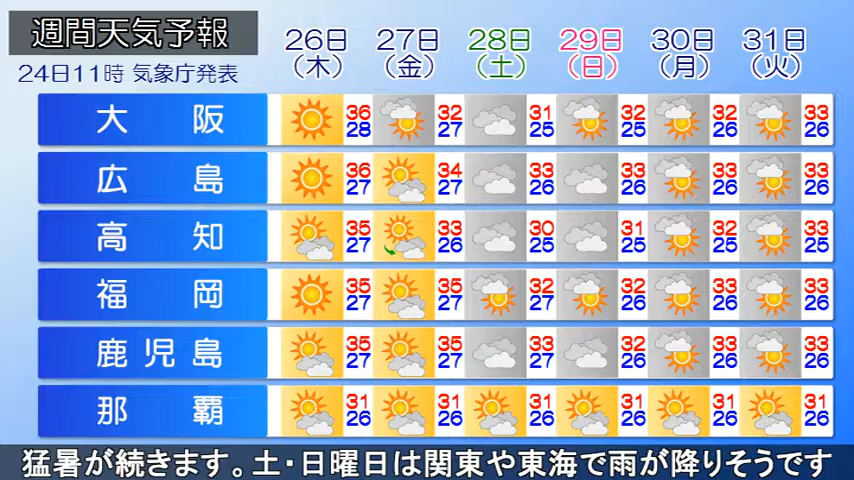 週間天気予報
24日11時 気象庁発表
26日 27日 28日 29日 30日 31日
(木) (金) (土) (日) (月) (火)
大阪 36 28 32 27 31 25 32 25 32 26 33 26
広島 36 27 34 27 33 26 33 26 33 26 33 26
高知 35 27 33 26 30 25 31 25 32 25 33 25
福岡 35 27 35 27 32 27 32 26 33 26 33 26
鹿児島 35 27 35 27 33 27 32 26 33 26 33 26
那覇 31 26 31 26 31 26 31 26 31 26 31 26
猛暑が続きます。土・日曜日は関東や東海で雨が降りそうです